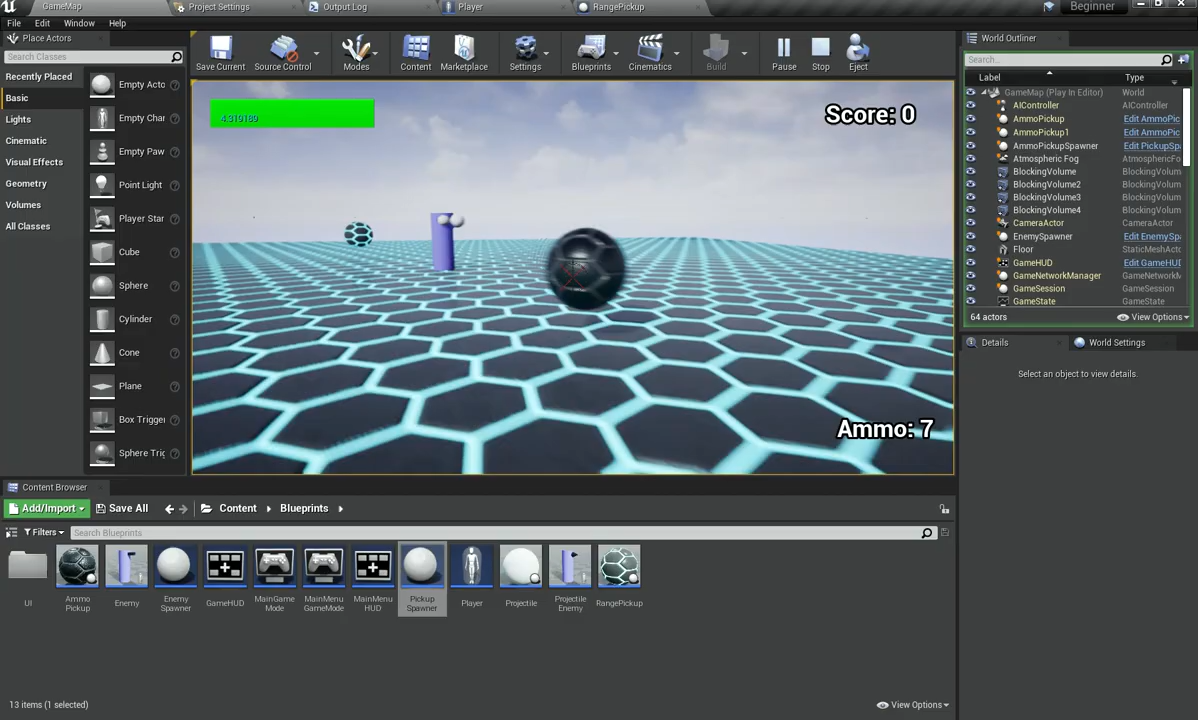 GameMap
Project Settings
Output Log
Player
RangePickup
Beginner
File Edit Window Help
Place Actors
Search Classes
Recently Placed
Basic
Lights
Cinematic
Visual Effects
Geometry
Volumes
All Classes
Empty Acto
Empty Char
Empty Paw
Point Light
Player Star
Cube
Sphere
Cylinder
Cone
Plane
Box Trigger
Sphere Trig
Save Current
Source Control
Modes
Content
Marketplace
Settings
Blueprints
Cinematics
Build
Pause
Stop
Eject
4.319189
Score: 0
Ammo: 7
World Outliner
Search...
Label Type
GameMap (Play In Editor) World
AIController AIController
AmmoPickup Edit AmmoPic
AmmoPickup1 Edit AmmoPic
AmmoPickupSpawner Edit PickupSp
Atmospheric Fog AtmosphericFo
BlockingVolume BlockingVolum
BlockingVolume2 BlockingVolum
BlockingVolume3 BlockingVolum
BlockingVolume4 BlockingVolum
CameraActor CameraActor
EnemySpawner Edit EnemySp
Floor StaticMeshAct
GameHUD Edit GameHUD
GameNetworkManager GameNetworkM
GameSession GameSession
GameState GameState
64 actors
View Options
Details
World Settings
Select an object to view details.
Content Browser
Add/Import
Save All
Content
Blueprints
Filters
Search Blueprints
UI
Ammo
Pickup
Enemy
Enemy
Spawner
GameHUD
MainGame
Mode
MainMenu
GameMode
MainMenu
HUD
Pickup
Spawner
Player
Projectile
Projectile
Enemy
RangePickup
13 items (1 selected)
View Options